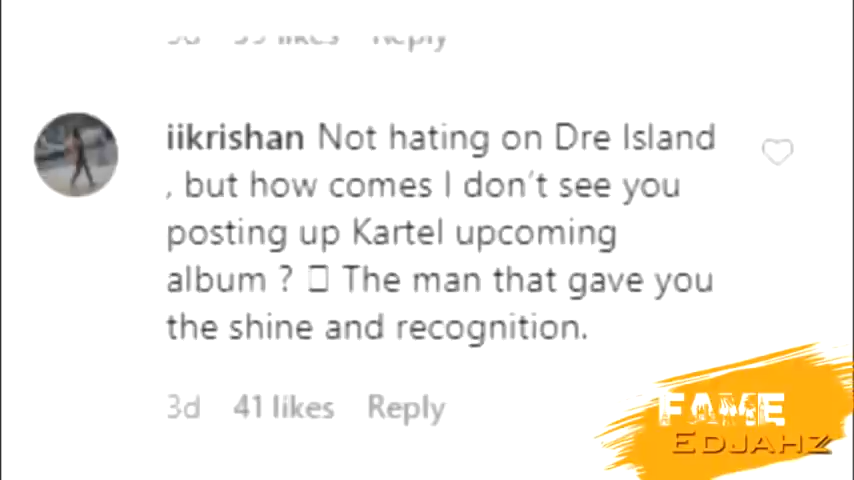 iikrishan Not hating on Dre Island
, but how comes I don't see you
posting up Kartel upcoming
album ? The man that gave you
the shine and recognition.
3d 41 likes Reply
FAME
EDJAHZ